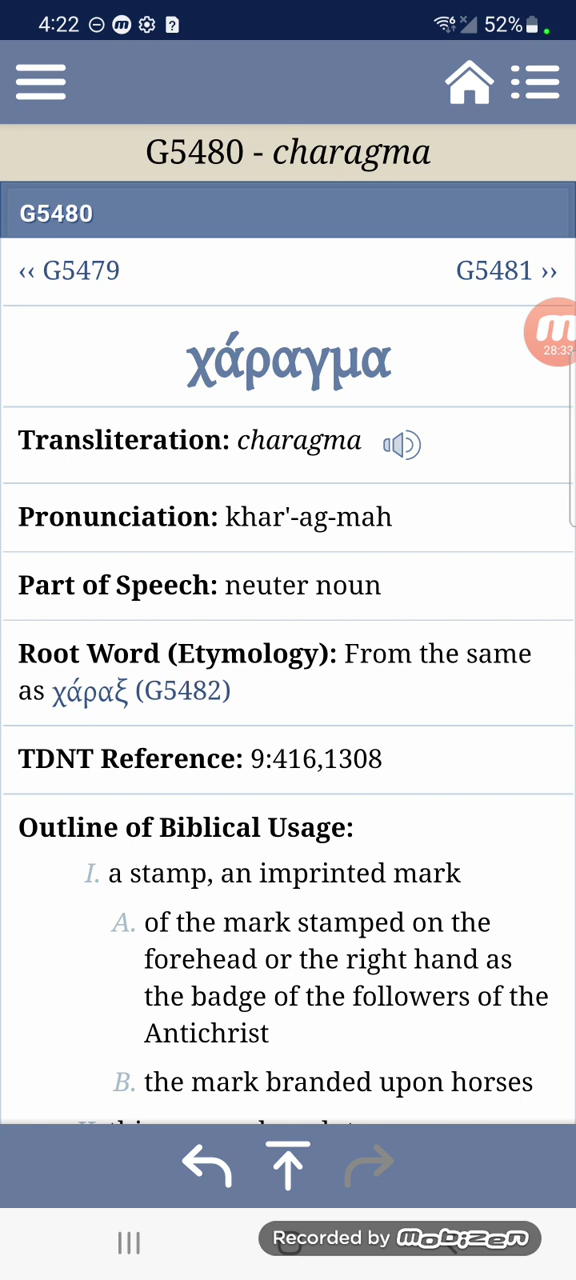 4:22 52%
G5480 - charagma
G5480
‹‹ G5479 G5481 ››
χάραγμα
28:33
Transliteration: charagma
Pronunciation: khar'-ag-mah
Part of Speech: neuter noun
Root Word (Etymology): From the same
as χάραξ (G5482)
TDNT Reference: 9:416,1308
Outline of Biblical Usage:
I. a stamp, an imprinted mark
A. of the mark stamped on the
forehead or the right hand as
the badge of the followers of the
Antichrist
B. the mark branded upon horses
Recorded by mobizen